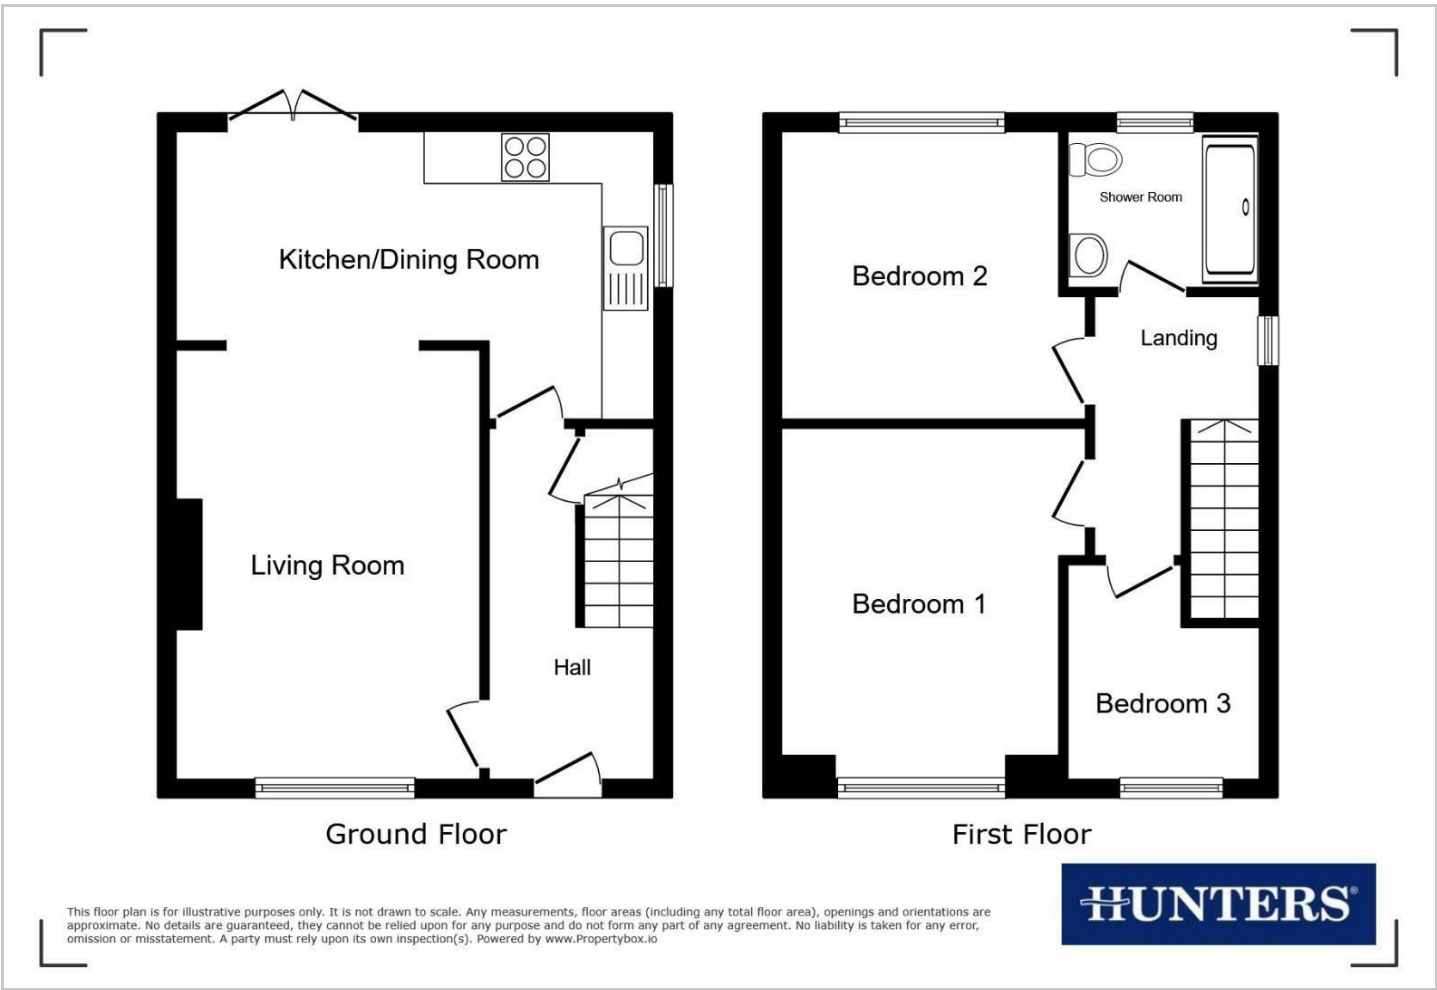 Kitchen/Dining Room
Living Room
Hall
Ground Floor
Bedroom 2
Shower Room
Landing
Bedroom 1
Bedroom 3
First Floor
HUNTERS®
This floor plan is for illustrative purposes only. It is not drawn to scale. Any measurements, floor areas (including any total floor area), openings and orientations are
approximate. No details are guaranteed, they cannot be relied upon for any purpose and do not form any part of any agreement. No liability is taken for any error,
omission or misstatement. A party must rely upon its own inspection(s). Powered by www.Propertybox.io